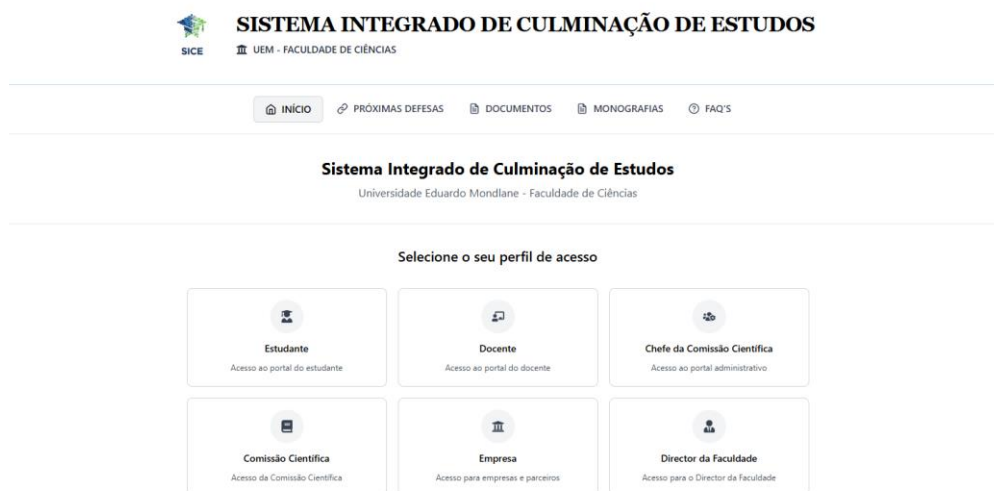 SISTEMA INTEGRADO DE CULMINAÇÃO DE ESTUDOS
SICE
UEM - FACULDADE DE CIÊNCIAS
INÍCIO PRÓXIMAS DEFESAS DOCUMENTOS MONOGRAFIAS FAQ'S
Sistema Integrado de Culminação de Estudos
Universidade Eduardo Mondlane - Faculdade de Ciências
Selecione o seu perfil de acesso
Estudante
Acesso ao portal do estudante
Docente
Acesso ao portal do docente
Chefe da Comissão Científica
Acesso ao portal administrativo
Comissão Científica
Acesso da Comissão Científica
Empresa
Acesso para empresas e parceiros
Director da Faculdade
Acesso para o Director da Faculdade